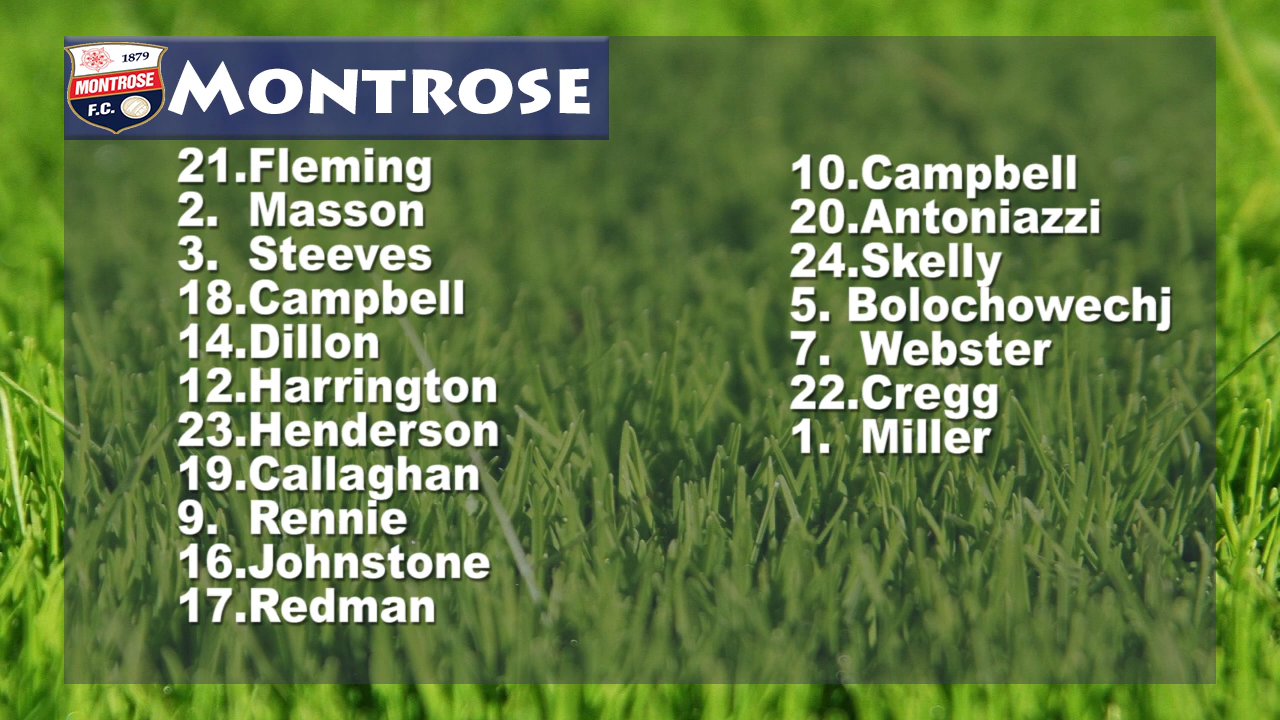 1879
MONTROSE
F.C.
MONTROSE
21.Fleming
2. Masson
3. Steeves
18.Campbell
14.Dillon
12.Harrington
23.Henderson
19.Callaghan
9. Rennie
16.Johnstone
17.Redman
10.Campbell
20.Antoniazzi
24.Skelly
5. Bolochowechj
7. Webster
22.Cregg
1. Miller